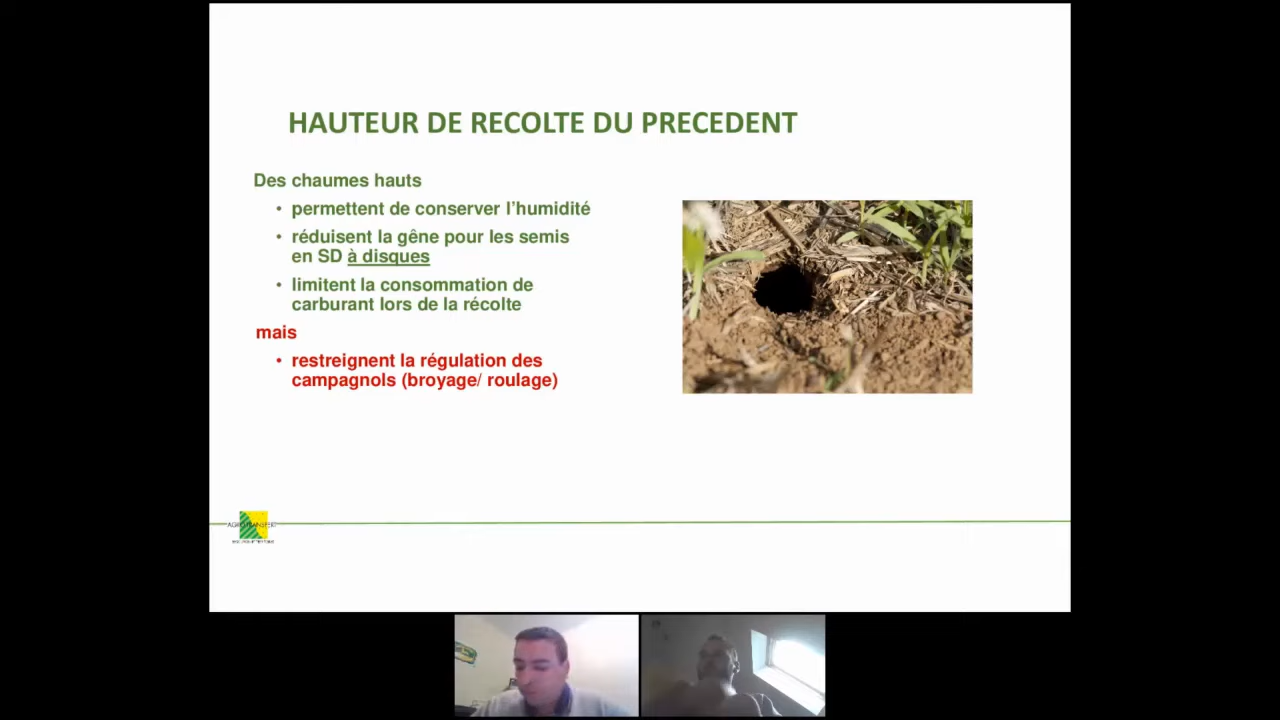 HAUTEUR DE RECOLTE DU PRECEDENT
Des chaumes hauts
• permettent de conserver l’humidité
• réduisent la gêne pour les semis
en SD à disques
• limitent la consommation de
carburant lors de la récolte
mais
• restreignent la régulation des
campagnols (broyage/ roulage)